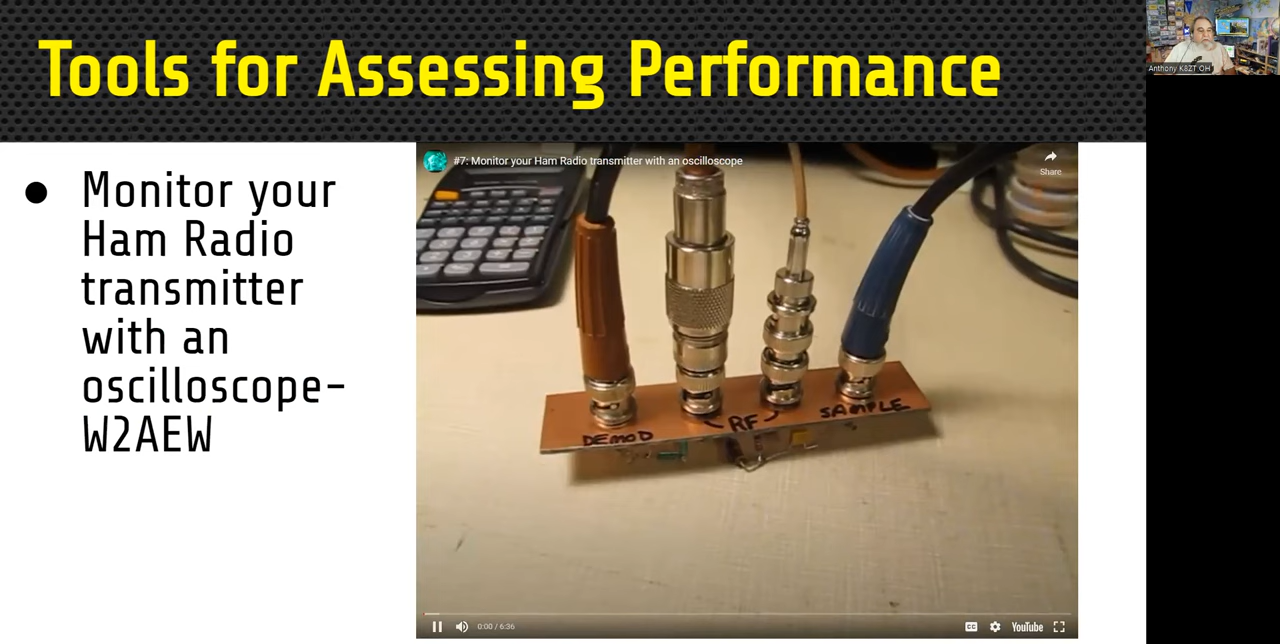 Tools for Assessing Performance
Anthony K8ZT OH
● Monitor your
Ham Radio
transmitter
with an
oscilloscope-
W2AEW
#7: Monitor your Ham Radio transmitter with an oscilloscope
Share
DEMOD
RF
SAMPLE
0:00 / 6:36
CC
YouTube